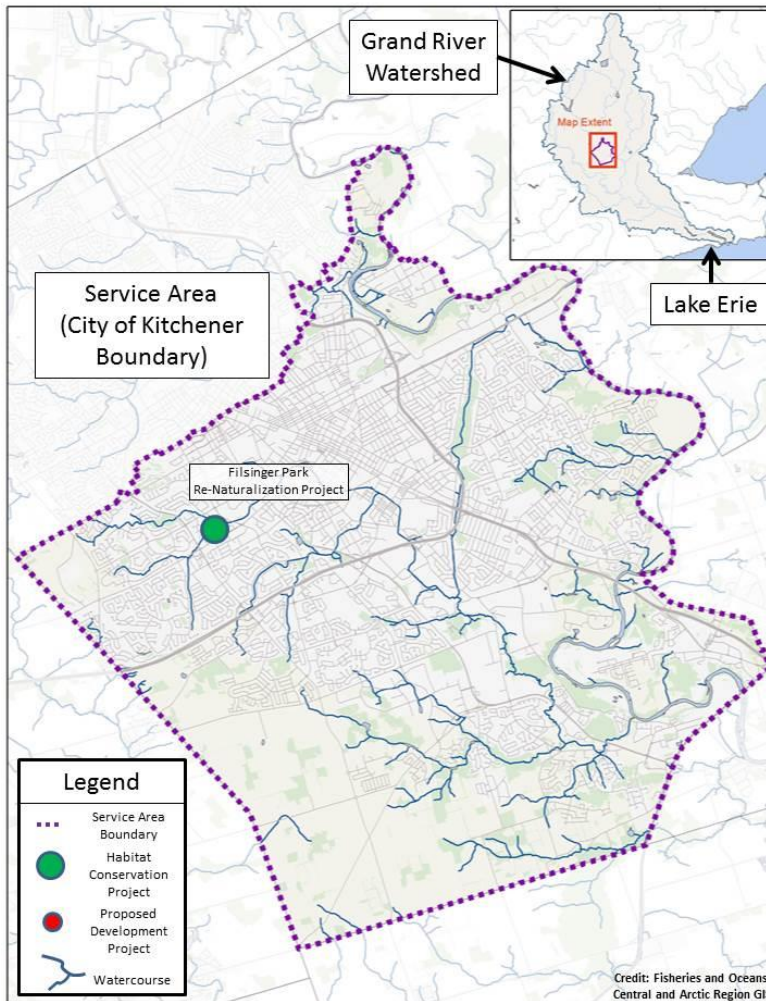 Grand River
Watershed
Map Extent
Lake Erie
Service Area
(City of Kitchener
Boundary)
Filsinger Park
Re-Naturalization Project
Legend
Service Area
Boundary
Habitat
Conservation
Project
Proposed
Development
Project
Watercourse
Credit: Fisheries and Oceans
Central and Arctic Region GI